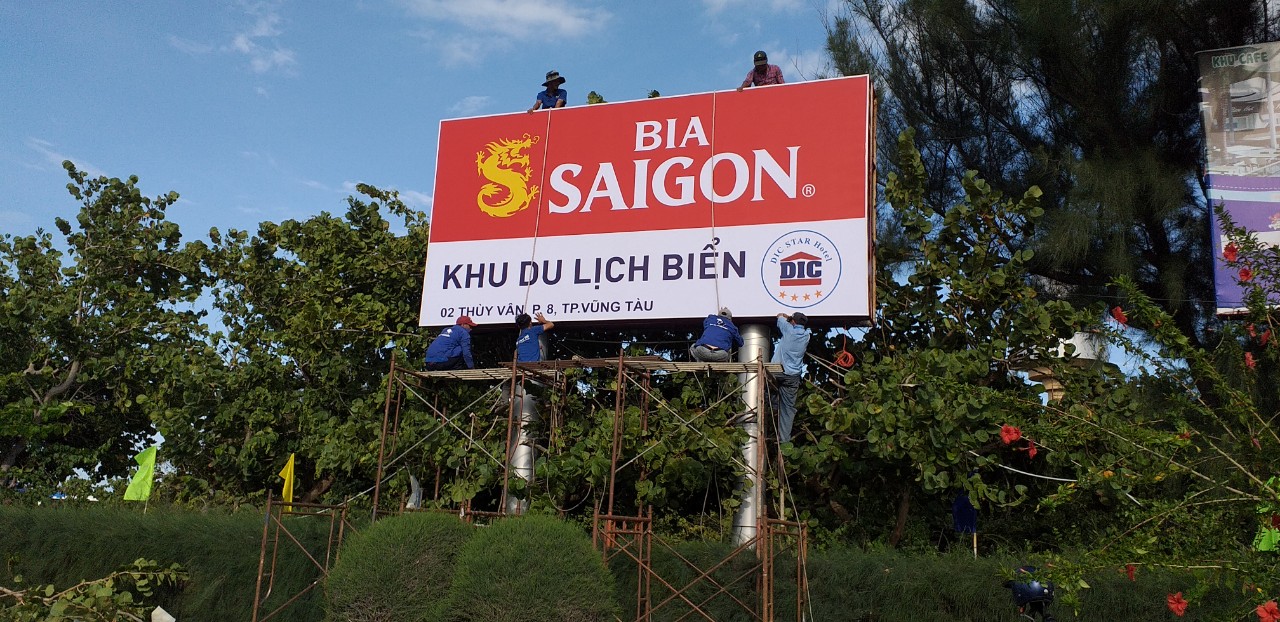 BIA
SAIGON®
KHU DU LỊCH BIỂN
02 THÙY VÂN, P. 8, TP.VŨNG TÀU
DIC STAR Hotel
DIC
KHU CAFE